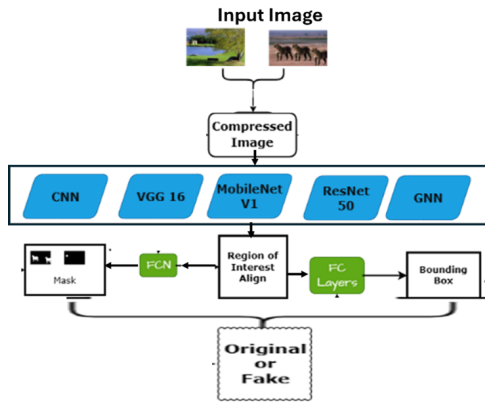 Input Image
Compressed
Image
CNN
VGG 16
MobileNet
V1
ResNet
50
GNN
Mask
FCN
Region of
Interest
Align
FC
Layers
Bounding
Box
Original
or
Fake